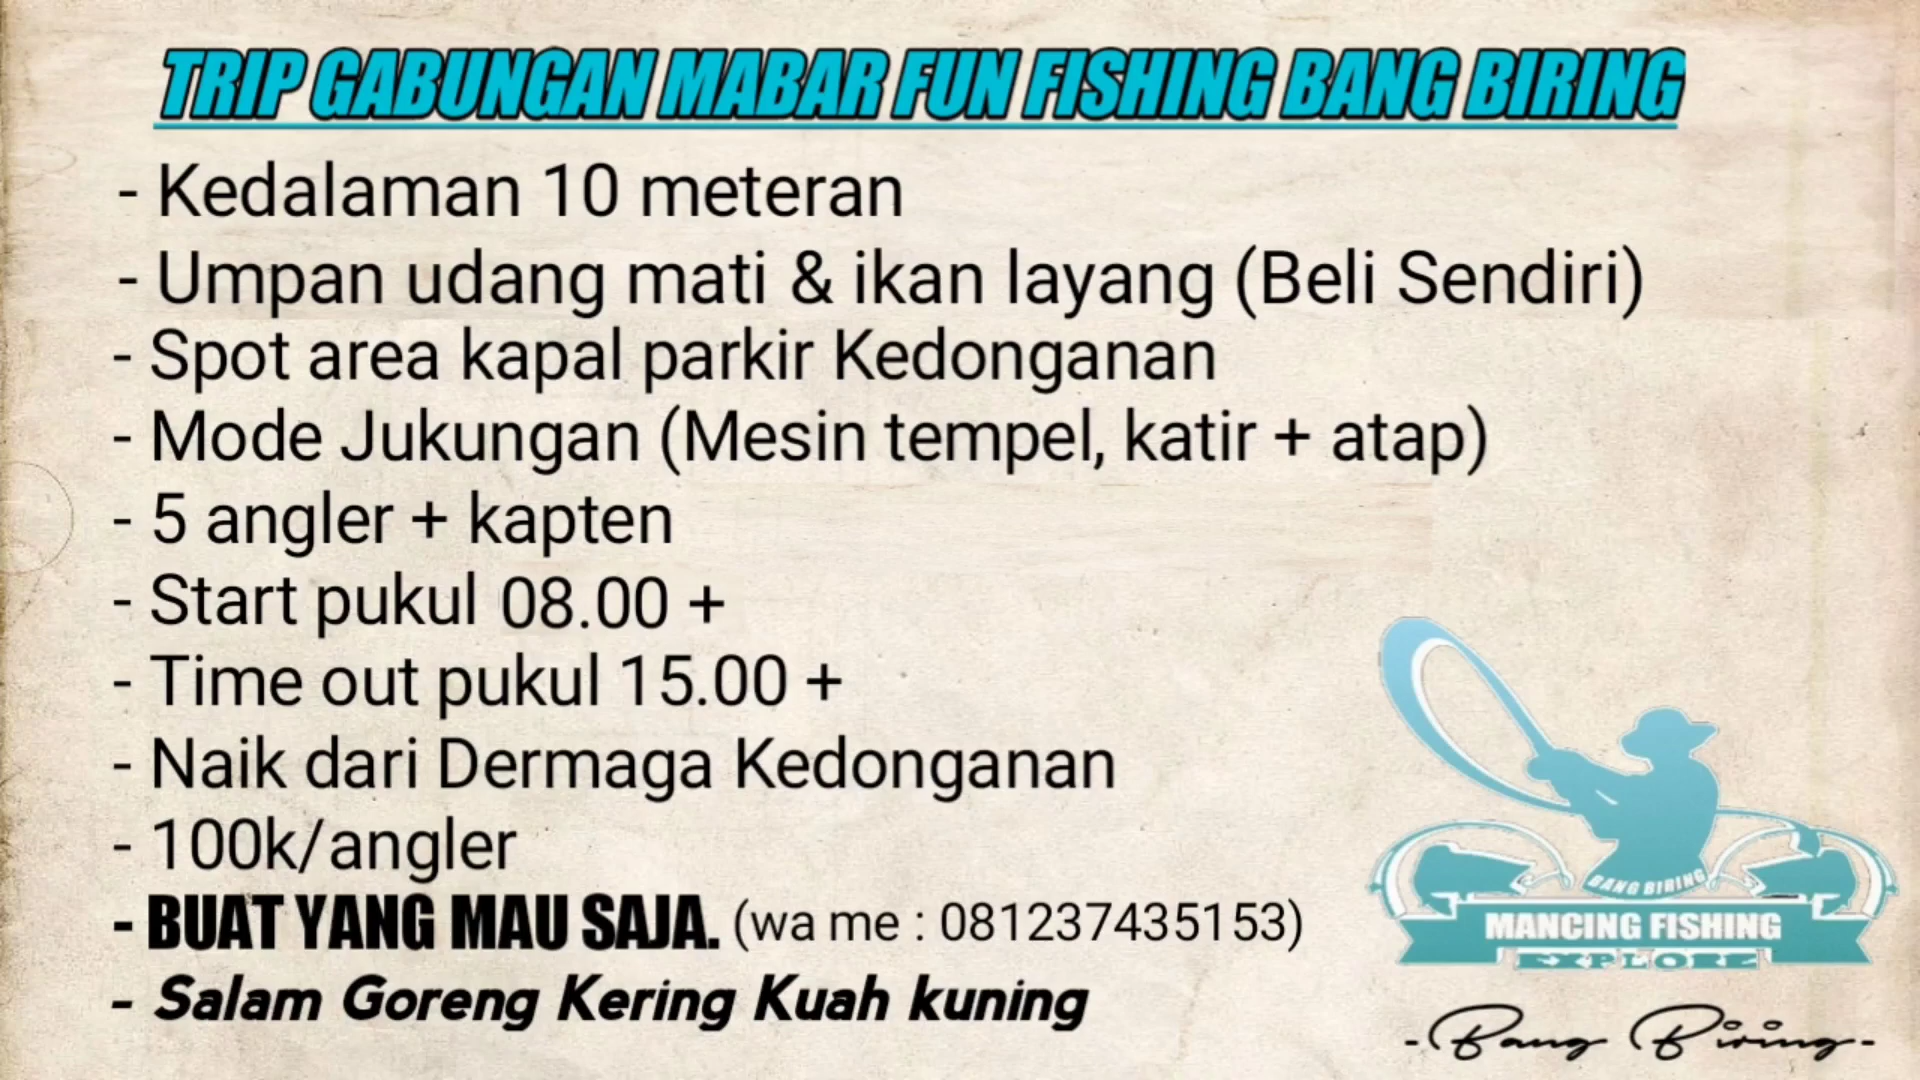 TRIP GABUNGAN MABAR FUN FISHING BANG BIRING
- Kedalaman 10 meteran
- Umpan udang mati & ikan layang (Beli Sendiri)
- Spot area kapal parkir Kedonganan
- Mode Jukungan (Mesin tempel, katir + atap)
- 5 angler + kapten
- Start pukul 08.00 +
- Time out pukul 15.00 +
- Naik dari Dermaga Kedonganan
- 100k/angler
- BUAT YANG MAU SAJA. (wa me : 081237435153)
- Salam Goreng Kering Kuah kuning
BANG BIRING
MANCING FISHING
EXPLORE
- Bang Biring -